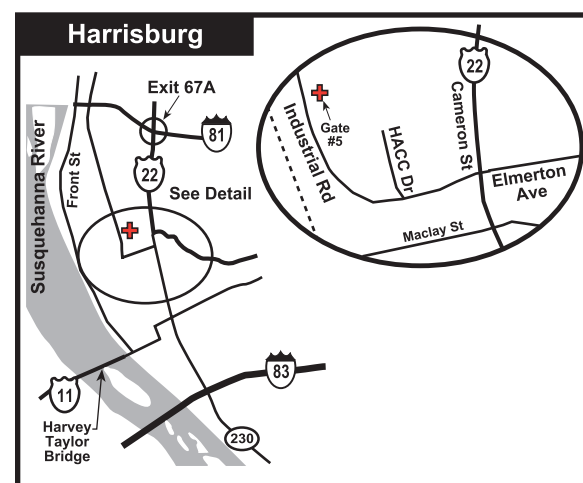 Harrisburg
Exit 67A
81
22
See Detail
Susquehanna River
Front St
11
Harvey
Taylor
Bridge
83
230
22
Cameron St
Industrial Rd
Gate
#5
HACC Dr
Elmerton
Ave
Maclay St